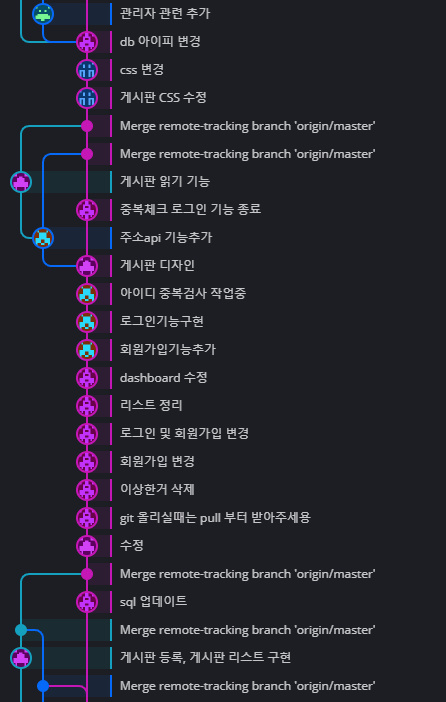 관리자 관련 추가
db 아이피 변경
css 변경
게시판 CSS 수정
Merge remote-tracking branch 'origin/master'
Merge remote-tracking branch 'origin/master'
게시판 읽기 기능
중복체크 로그인 기능 종료
주소api 기능추가
게시판 디자인
아이디 중복검사 작업중
로그인기능구현
회원가입기능추가
dashboard 수정
리스트 정리
로그인 및 회원가입 변경
회원가입 변경
이상한거 삭제
git 올리실때는 pull 부터 받아주세용
수정
Merge remote-tracking branch 'origin/master'
sql 업데이트
Merge remote-tracking branch 'origin/master'
게시판 등록, 게시판 리스트 구현
Merge remote-tracking branch 'origin/master'